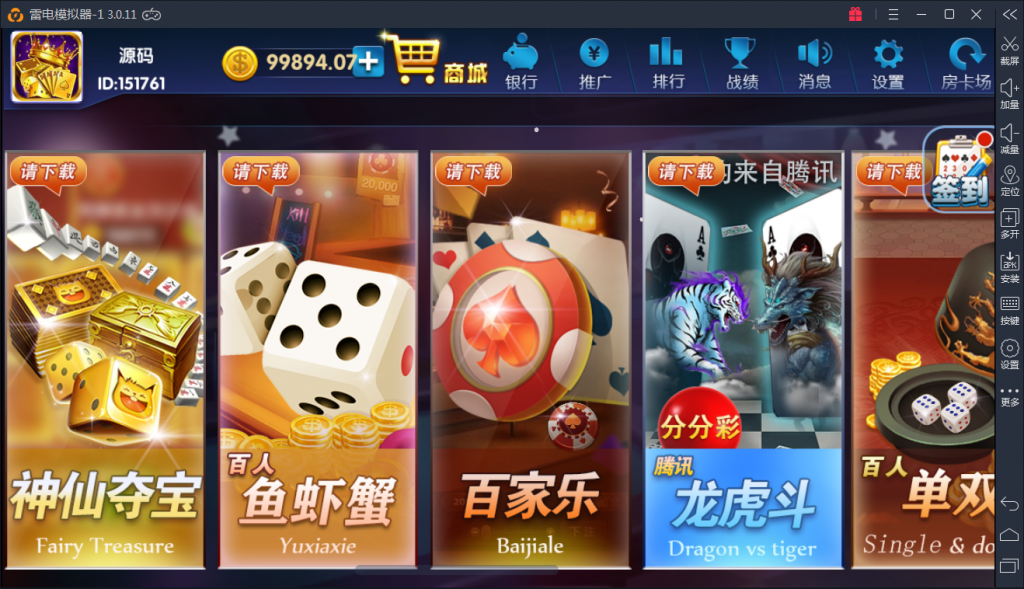 雷电模拟器-1 3.0.11
源码
ID:151761
99894.07
商城
银行
推广
排行
战绩
消息
设置
房卡场
截屏
加量
减量
定位
多开
APK
安装
按键
设置
更多
签到
请下载
神仙夺宝
Fairy Treasure
请下载
20,000
百人
鱼虾蟹
Yuxiaxie
请下载
百家乐
Baijiale
请下载
来自腾讯
A
A
分分彩
腾讯
龙虎斗
Dragon vs tiger
请下载
百人
单双
Single & do